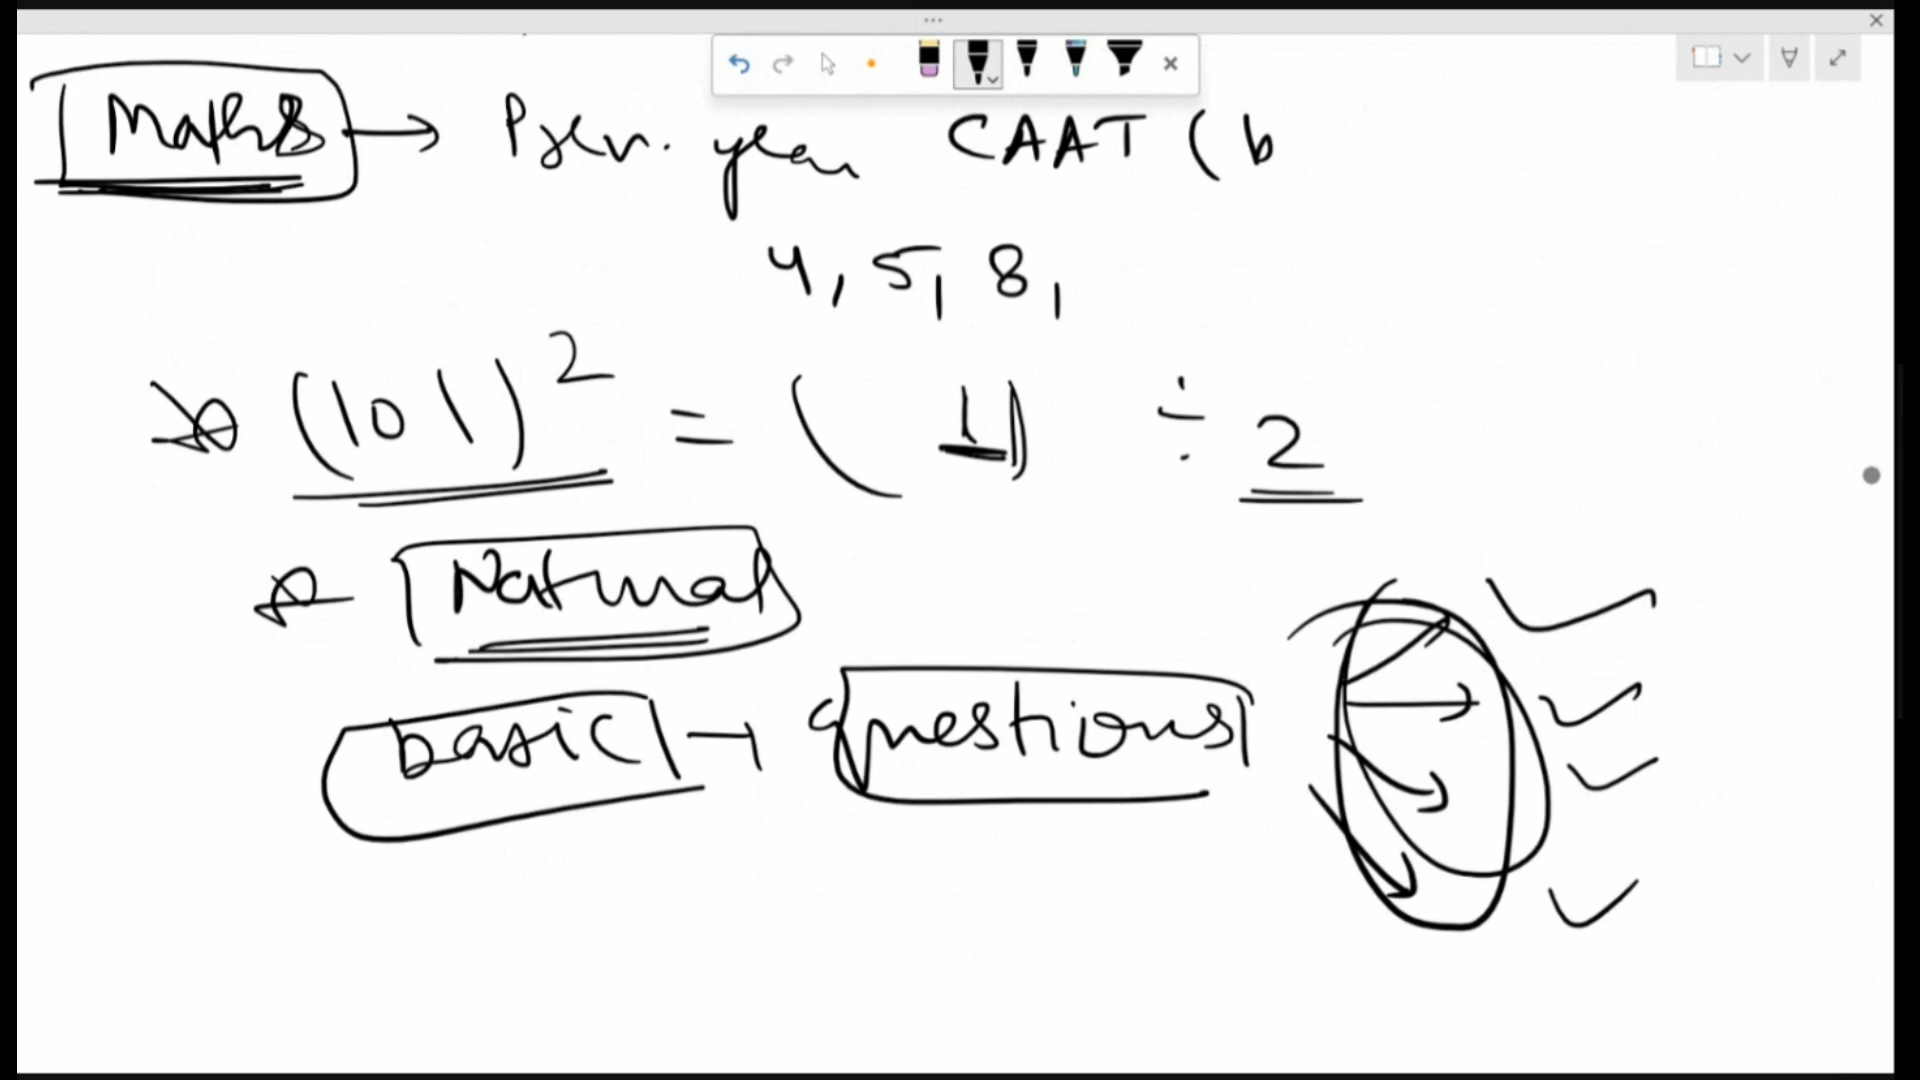 Maths → Prev. year CAAT ( b
4, 5, 8,
(101)² = ( 1) ÷ 2
Natural
basic → questions